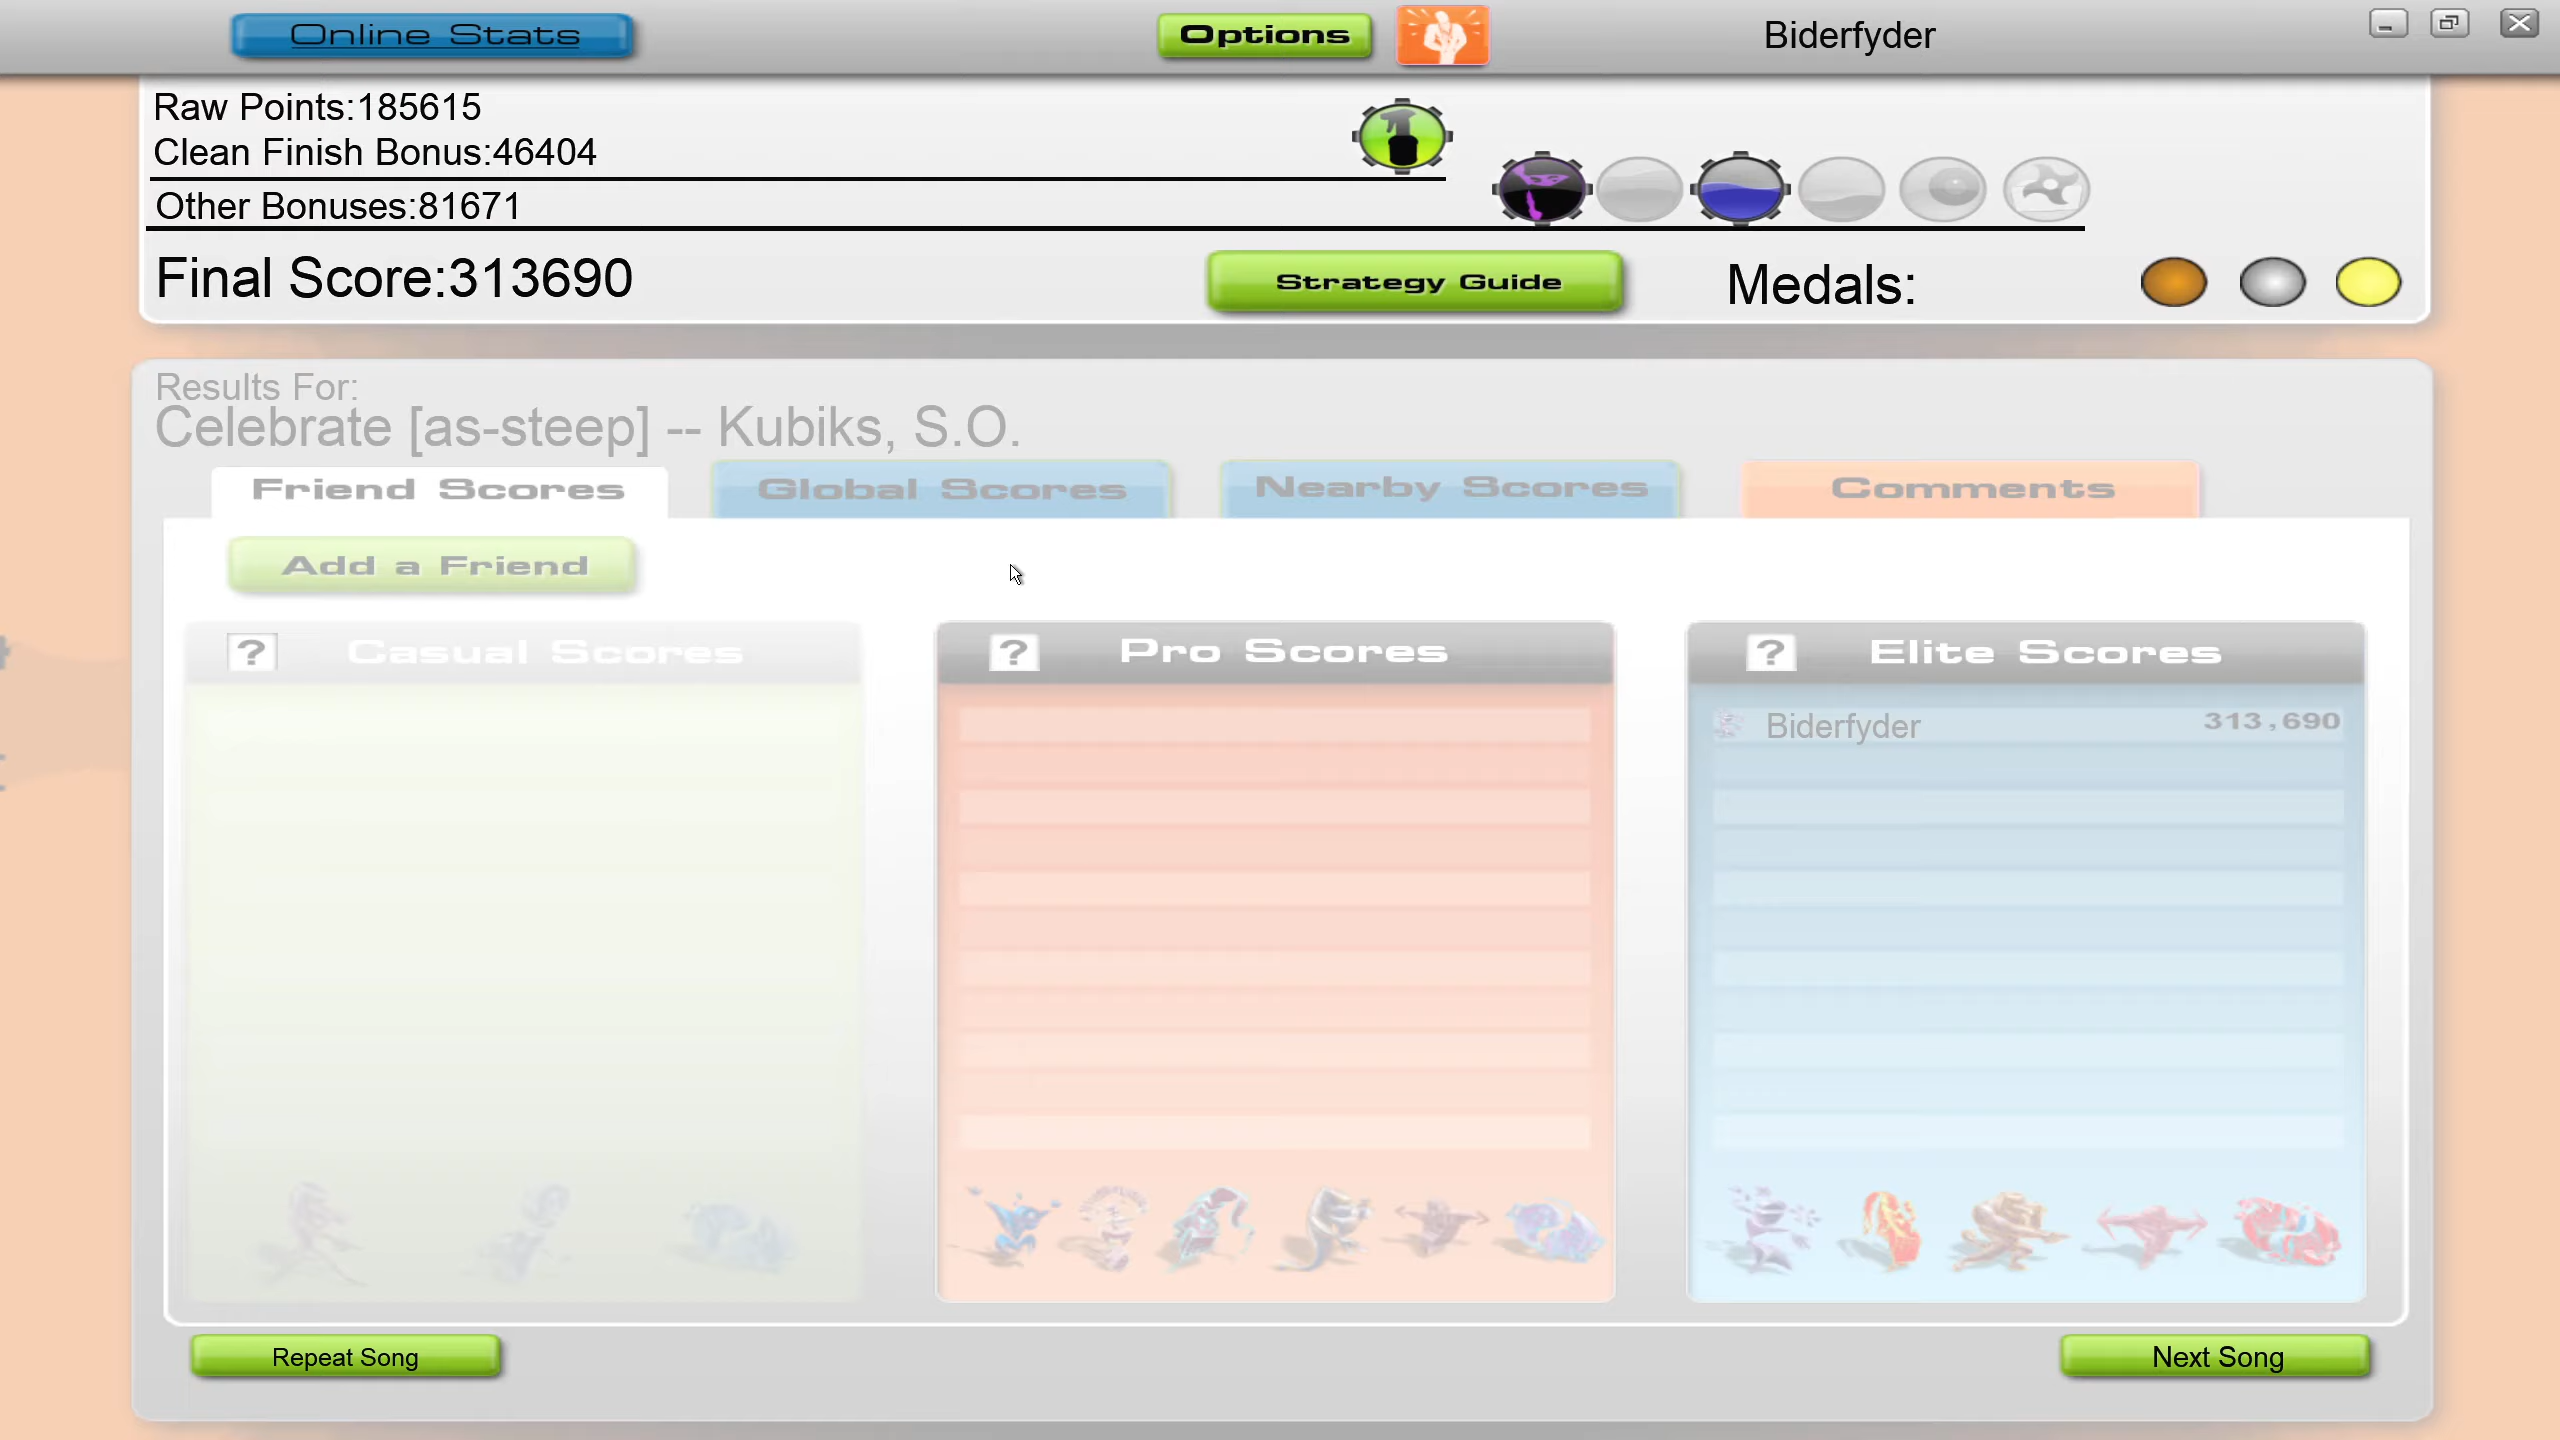 Online Stats
Options
Biderfyder
Raw Points:185615
Clean Finish Bonus:46404
Other Bonuses:81671
Final Score:313690
Strategy Guide
Medals:
Results For:
Celebrate [as-steep] -- Kubiks, S.O.
Friend Scores
Global Scores
Nearby Scores
Comments
Add a Friend
? Casual Scores
? Pro Scores
? Elite Scores
Biderfyder 313,690
Repeat Song
Next Song